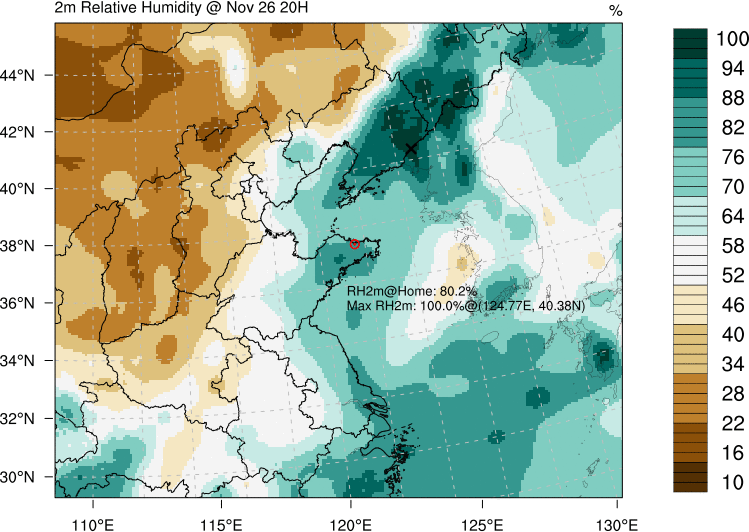 2m Relative Humidity @ Nov 26 20H
%
44°N
42°N
40°N
38°N
36°N
34°N
32°N
30°N
RH2m@Home: 80.2%
Max RH2m: 100.0%@(124.77E, 40.38N)
110°E
115°E
120°E
125°E
130°E
100
94
88
82
76
70
64
58
52
46
40
34
28
22
16
10